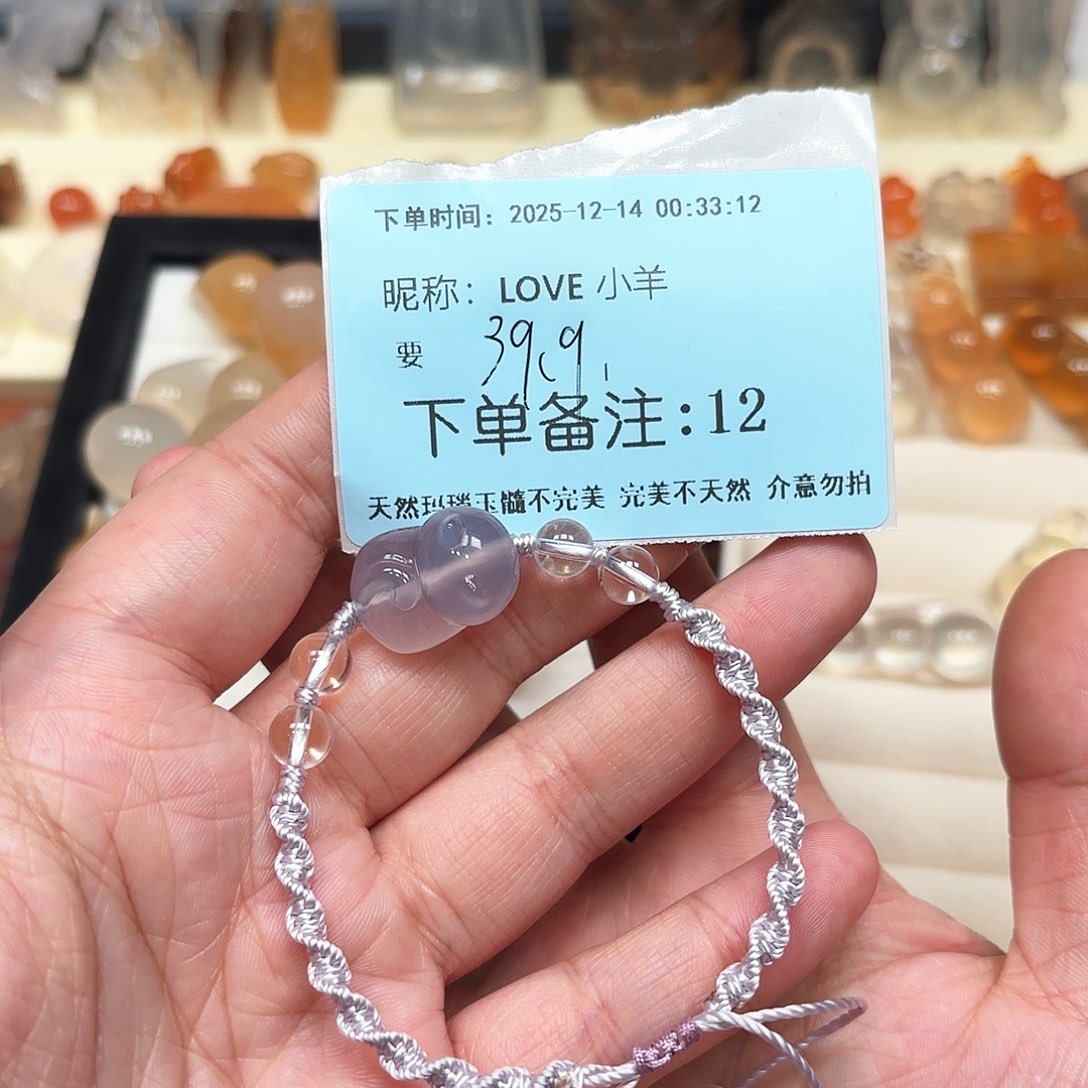 下单时间：2025-12-14 00:33:12
昵称：LOVE 小羊
要 39.9
下单备注:12
天然玛瑙玉髓不完美 完美不天然 介意勿拍